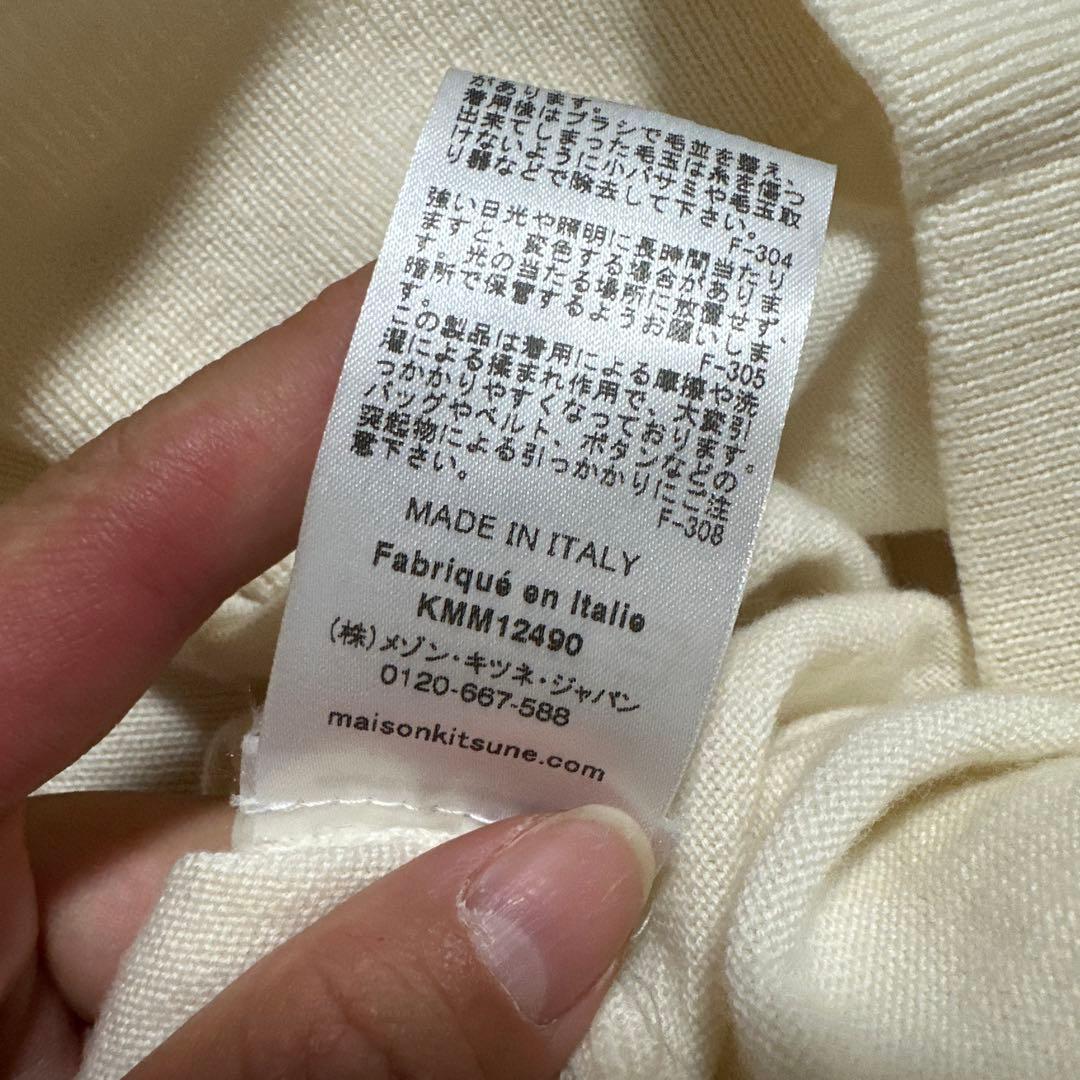 があります。ブラシで毛並を整え、
着用後はブラシで毛並を整え、
出来てしまった毛玉は糸を傷つ
けないように小バサミや毛玉取
り器などで除去して下さい。
F-304
強い日光や照明に長時間当たりま
すと、変色する場合があります。
光の当たる場所に放置せず、
暗所で保管するようお願いしま
す。
F-305
この製品は着用による摩擦や洗
濯による揉まれ作用で、大変引
っかかりやすくなっております。
バッグやベルト、ボタンなどの
突起物による引っかかりにご注
意下さい。
F-308
MADE IN ITALY
Fabriqué en Italie
KMM12490
(株)メゾン・キツネ・ジャパン
0120-667-588
maisonkitsune.com